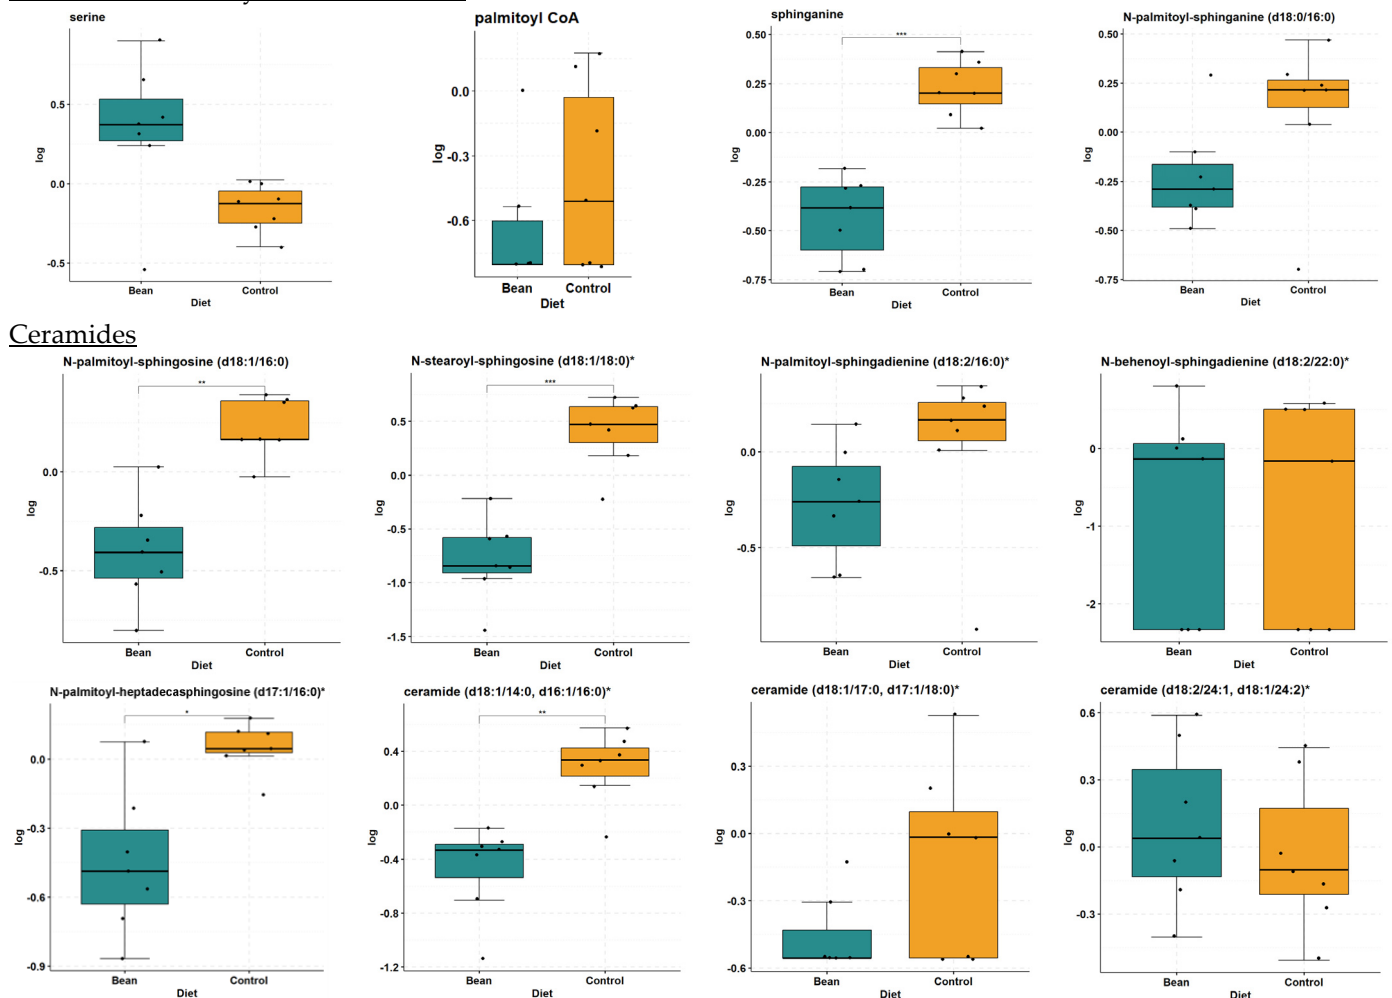 serine
palmitoyl CoA
sphinganine
N-palmitoyl-sphinganine (d18:0/16:0)
0.5
0.0
-0.5
log
Bean
Control
Diet
0.0
-0.3
-0.6
log
Bean
Control
Diet
***
0.50
0.25
0.00
-0.25
-0.50
-0.75
log
Bean
Control
Diet
0.50
0.25
0.00
-0.25
-0.50
-0.75
log
Bean
Control
Diet
Ceramides
N-palmitoyl-sphingosine (d18:1/16:0)
N-stearoyl-sphingosine (d18:1/18:0)*
N-palmitoyl-sphingadienine (d18:2/16:0)*
N-behenoyl-sphingadienine (d18:2/22:0)*
**
0.0
-0.5
log
Bean
Control
Diet
***
0.5
0.0
-0.5
-1.0
-1.5
log
Bean
Control
Diet
0.0
-0.5
log
Bean
Control
Diet
0
-1
-2
log
Bean
Control
Diet
N-palmitoyl-heptadecasphingosine (d17:1/16:0)*
ceramide (d18:1/14:0, d16:1/16:0)*
ceramide (d18:1/17:0, d17:1/18:0)*
ceramide (d18:2/24:1, d18:1/24:2)*
*
0.0
-0.3
-0.6
-0.9
log
Bean
Control
Diet
**
0.4
0.0
-0.4
-0.8
-1.2
log
Bean
Control
Diet
0.3
0.0
-0.3
-0.6
log
Bean
Control
Diet
0.6
0.3
0.0
-0.3
log
Bean
Control
Diet